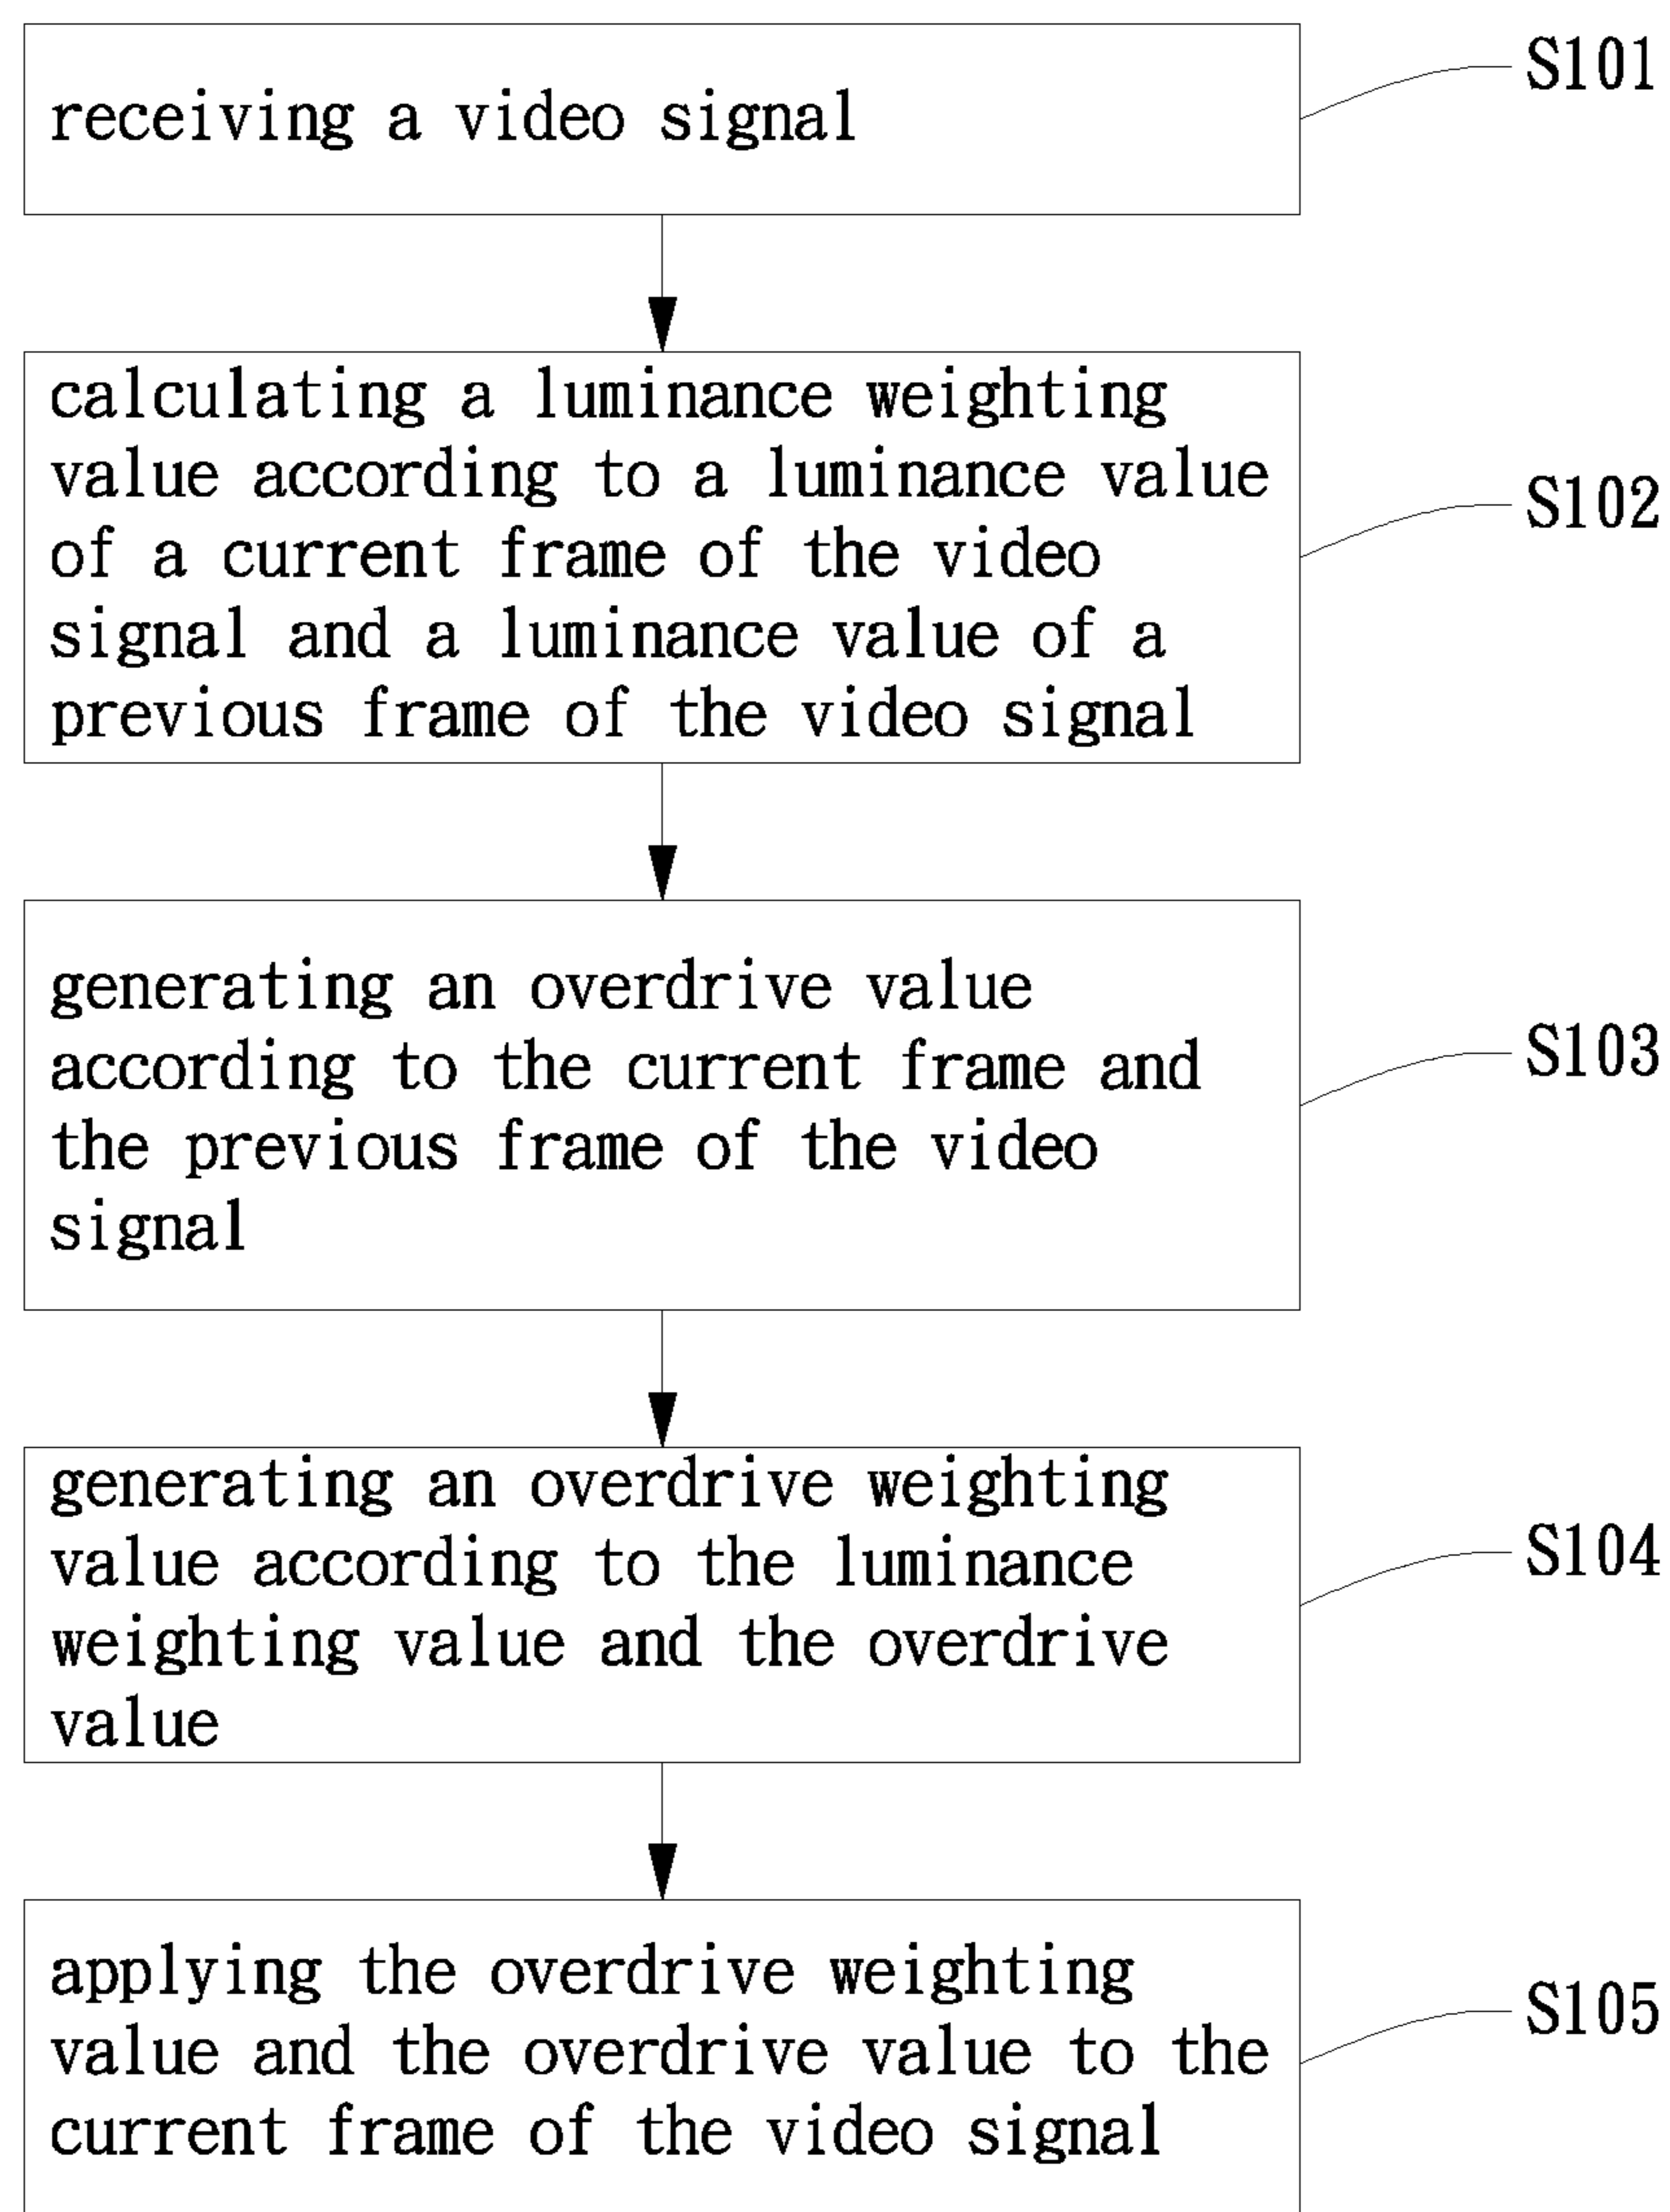 receiving a video signal
S101
calculating a luminance weighting
value according to a luminance value
of a current frame of the video
signal and a luminance value of a
previous frame of the video signal
S102
generating an overdrive value
according to the current frame and
the previous frame of the video
signal
S103
generating an overdrive weighting
value according to the luminance
weighting value and the overdrive
value
S104
applying the overdrive weighting
value and the overdrive value to the
current frame of the video signal
S105